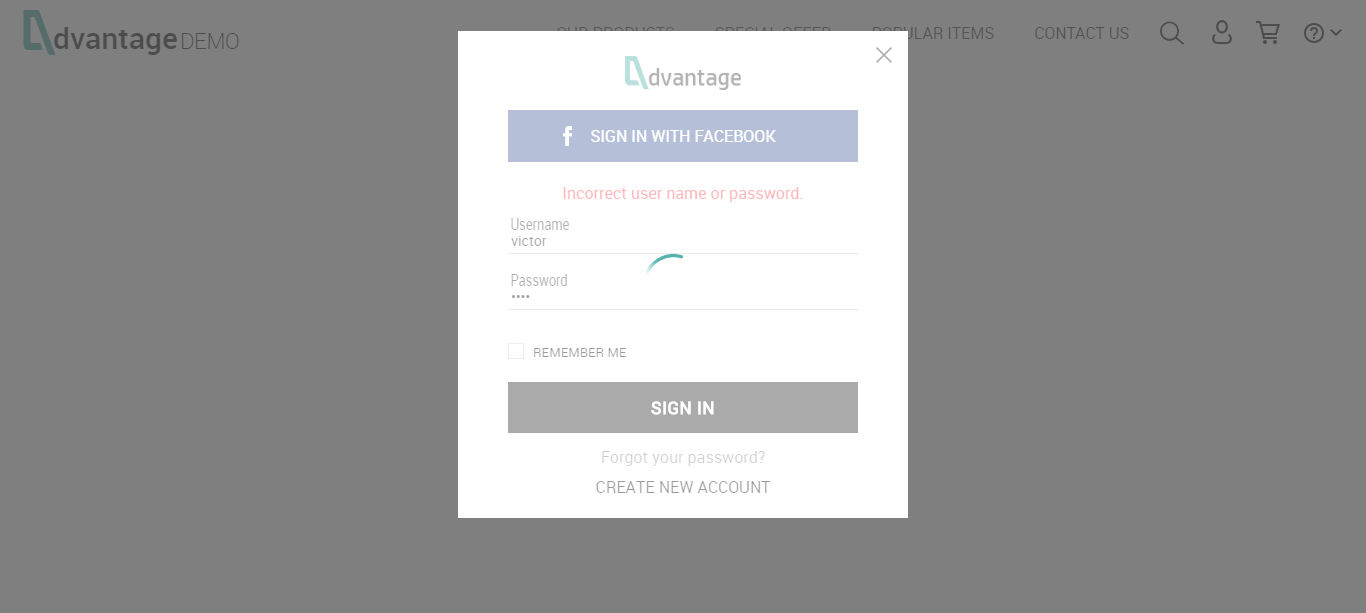 dvantage DEMO
OUR PRODUCTS SPECIAL OFFER POPULAR ITEMS CONTACT US
dvantage
SIGN IN WITH FACEBOOK
Incorrect user name or password.
Username
victor
Password
••••
REMEMBER ME
SIGN IN
Forgot your password?
CREATE NEW ACCOUNT